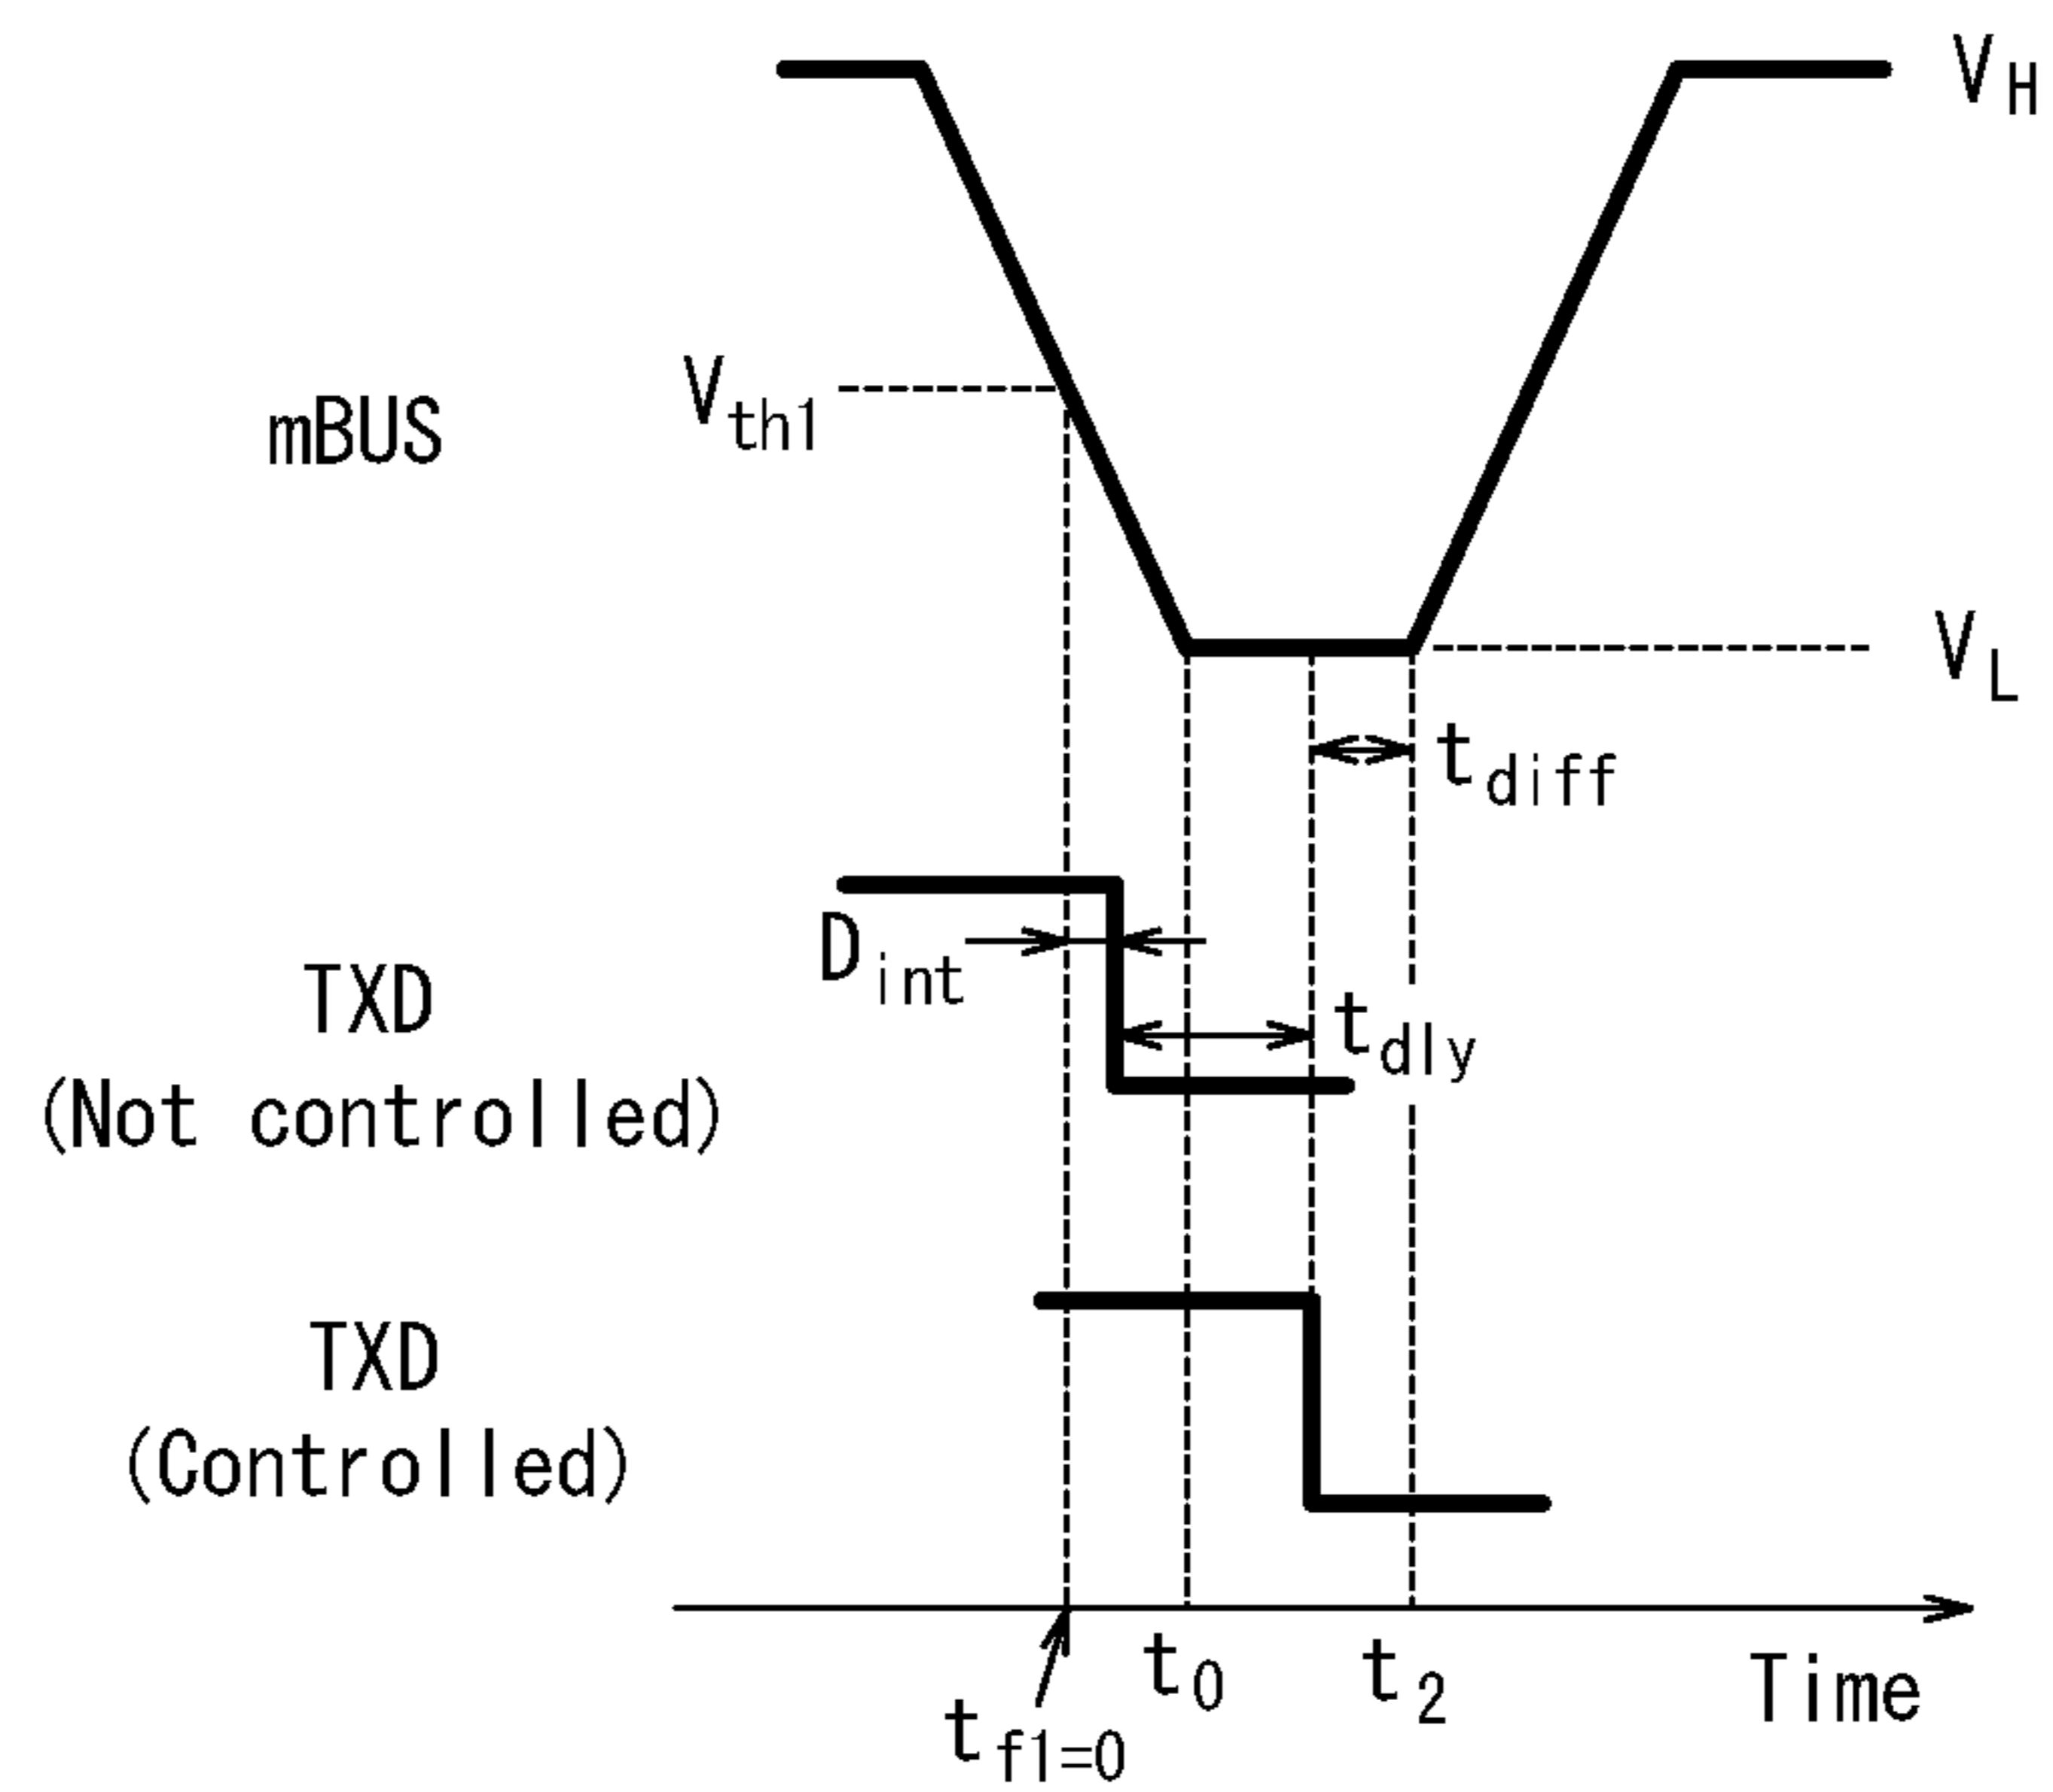 V_H
V_th1
mBUS
V_L
t_diff
D_int
TXD
(Not controlled)
t_dly
TXD
(Controlled)
t_0
t_2
Time
t_f1=0